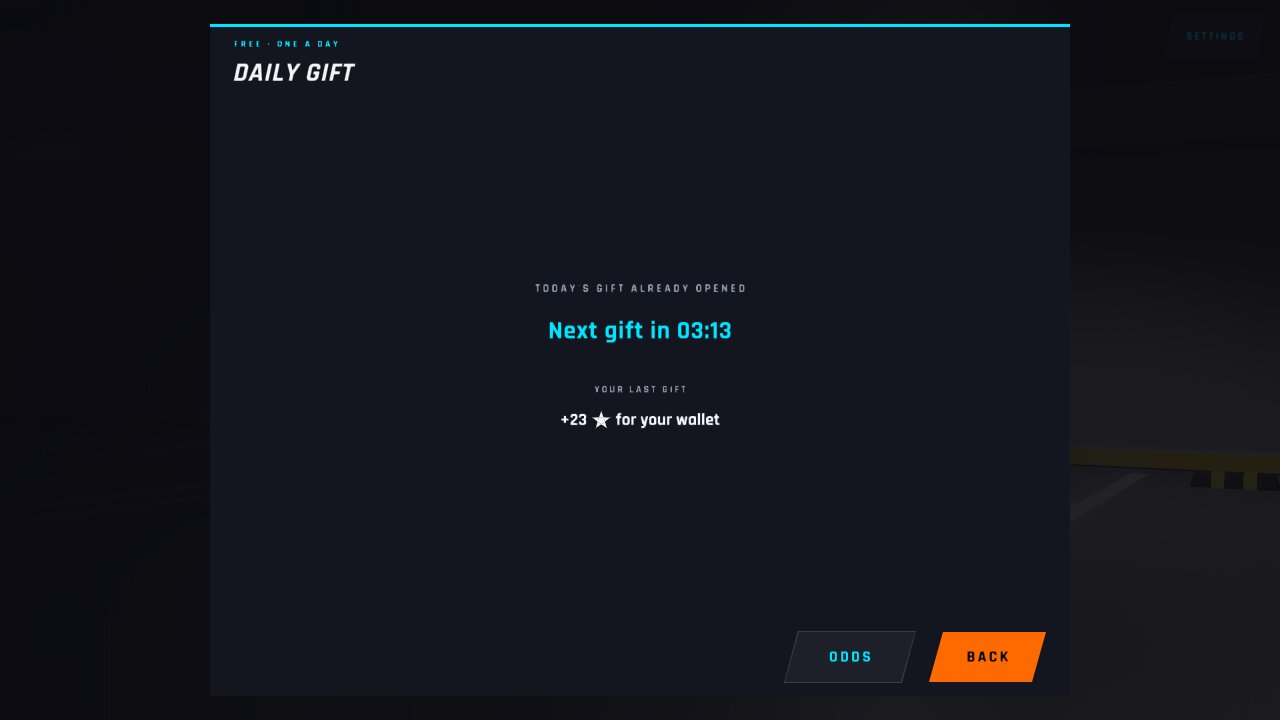 SETTINGS
FREE · ONE A DAY
DAILY GIFT
TODAY'S GIFT ALREADY OPENED
Next gift in 03:13
YOUR LAST GIFT
+23 ★ for your wallet
ODDS
BACK